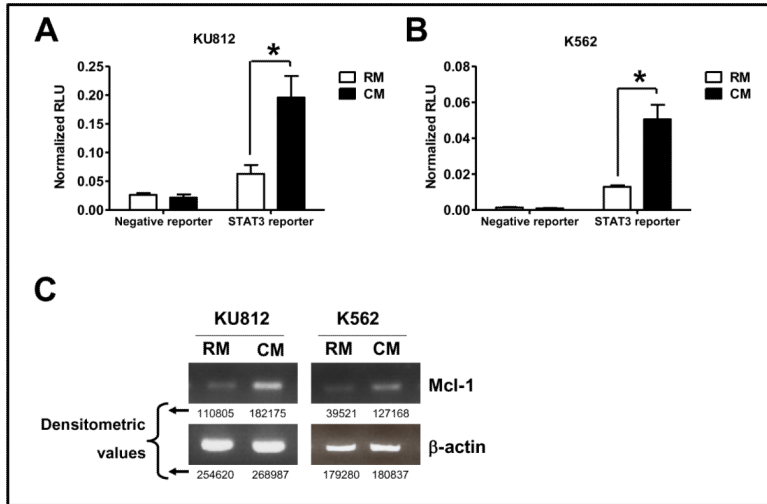 A
KU812
*
Normalized RLU
0.25
0.20
0.15
0.10
0.05
0.00
Negative reporter STAT3 reporter
RM
CM
B
K562
*
Normalized RLU
0.08
0.06
0.04
0.02
0.00
Negative reporter STAT3 reporter
RM
CM
C
KU812 K562
RM CM RM CM
Mcl-1
110805 182175 39521 127168
Densitometric
values
β-actin
254620 268987 179280 180837